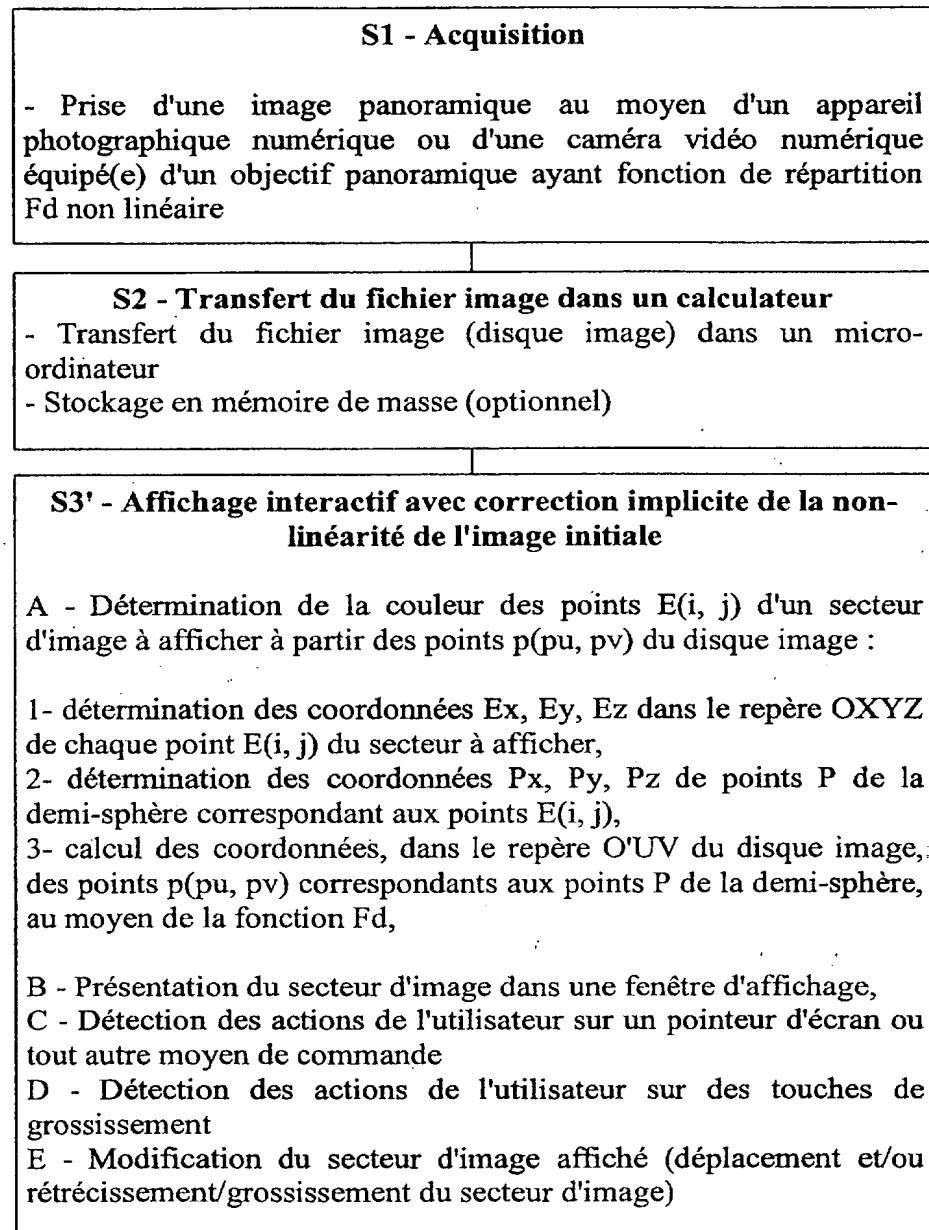 S1 - Acquisition
- Prise d'une image panoramique au moyen d'un appareil
photographique numérique ou d'une caméra vidéo numérique
équipé(e) d'un objectif panoramique ayant fonction de répartition
Fd non linéaire
S2 - Transfert du fichier image dans un calculateur
- Transfert du fichier image (disque image) dans un micro-
ordinateur
- Stockage en mémoire de masse (optionnel)
S3' - Affichage interactif avec correction implicite de la non-
linéarité de l'image initiale
A - Détermination de la couleur des points E(i, j) d'un secteur
d'image à afficher à partir des points p(pu, pv) du disque image :
1- détermination des coordonnées Ex, Ey, Ez dans le repère OXYZ
de chaque point E(i, j) du secteur à afficher,
2- détermination des coordonnées Px, Py, Pz de points P de la
demi-sphère correspondant aux points E(i, j),
3- calcul des coordonnées, dans le repère O'UV du disque image,
des points p(pu, pv) correspondants aux points P de la demi-sphère,
au moyen de la fonction Fd,
B - Présentation du secteur d'image dans une fenêtre d'affichage,
C - Détection des actions de l'utilisateur sur un pointeur d'écran ou
tout autre moyen de commande
D - Détection des actions de l'utilisateur sur des touches de
grossissement
E - Modification du secteur d'image affiché (déplacement et/ou
rétrécissement/grossissement du secteur d'image)